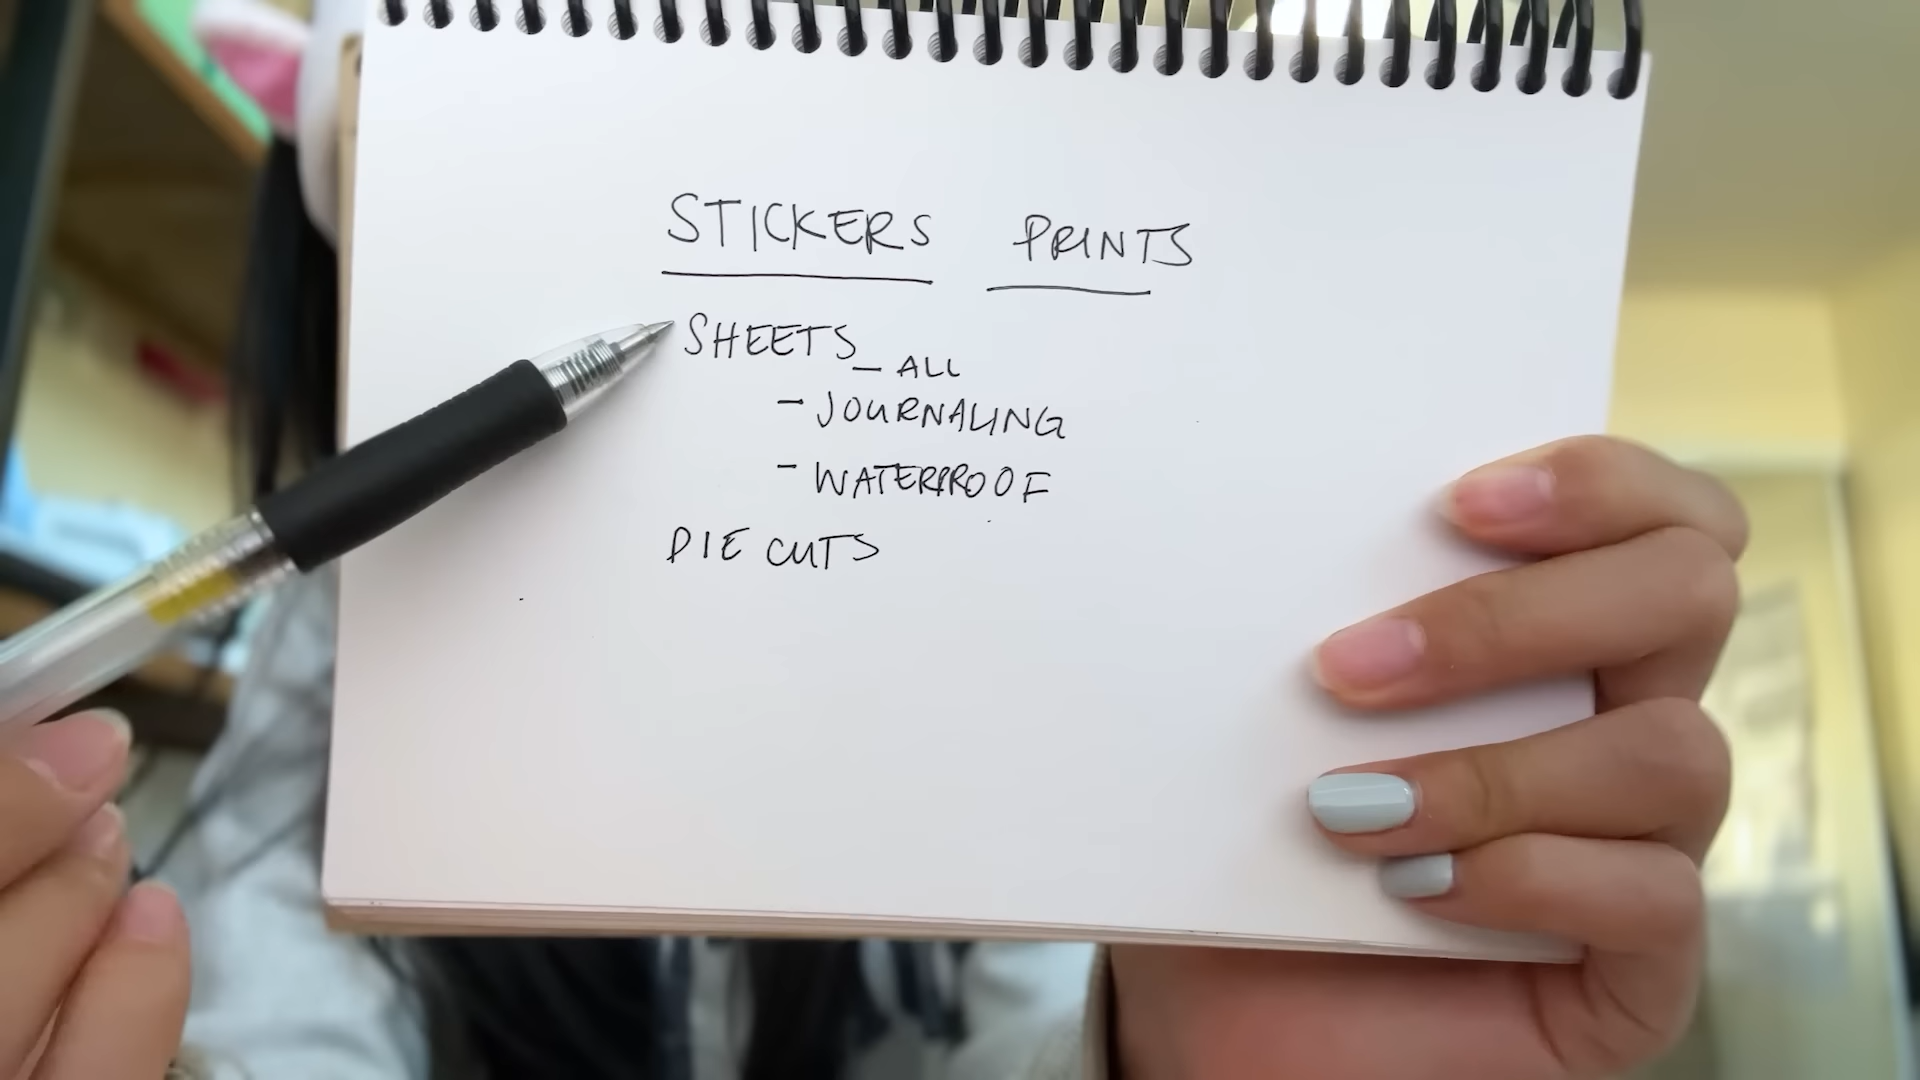 STICKERS PRINTS
SHEETS
- ALL
- JOURNALING
- WATERPROOF
DIE CUTS